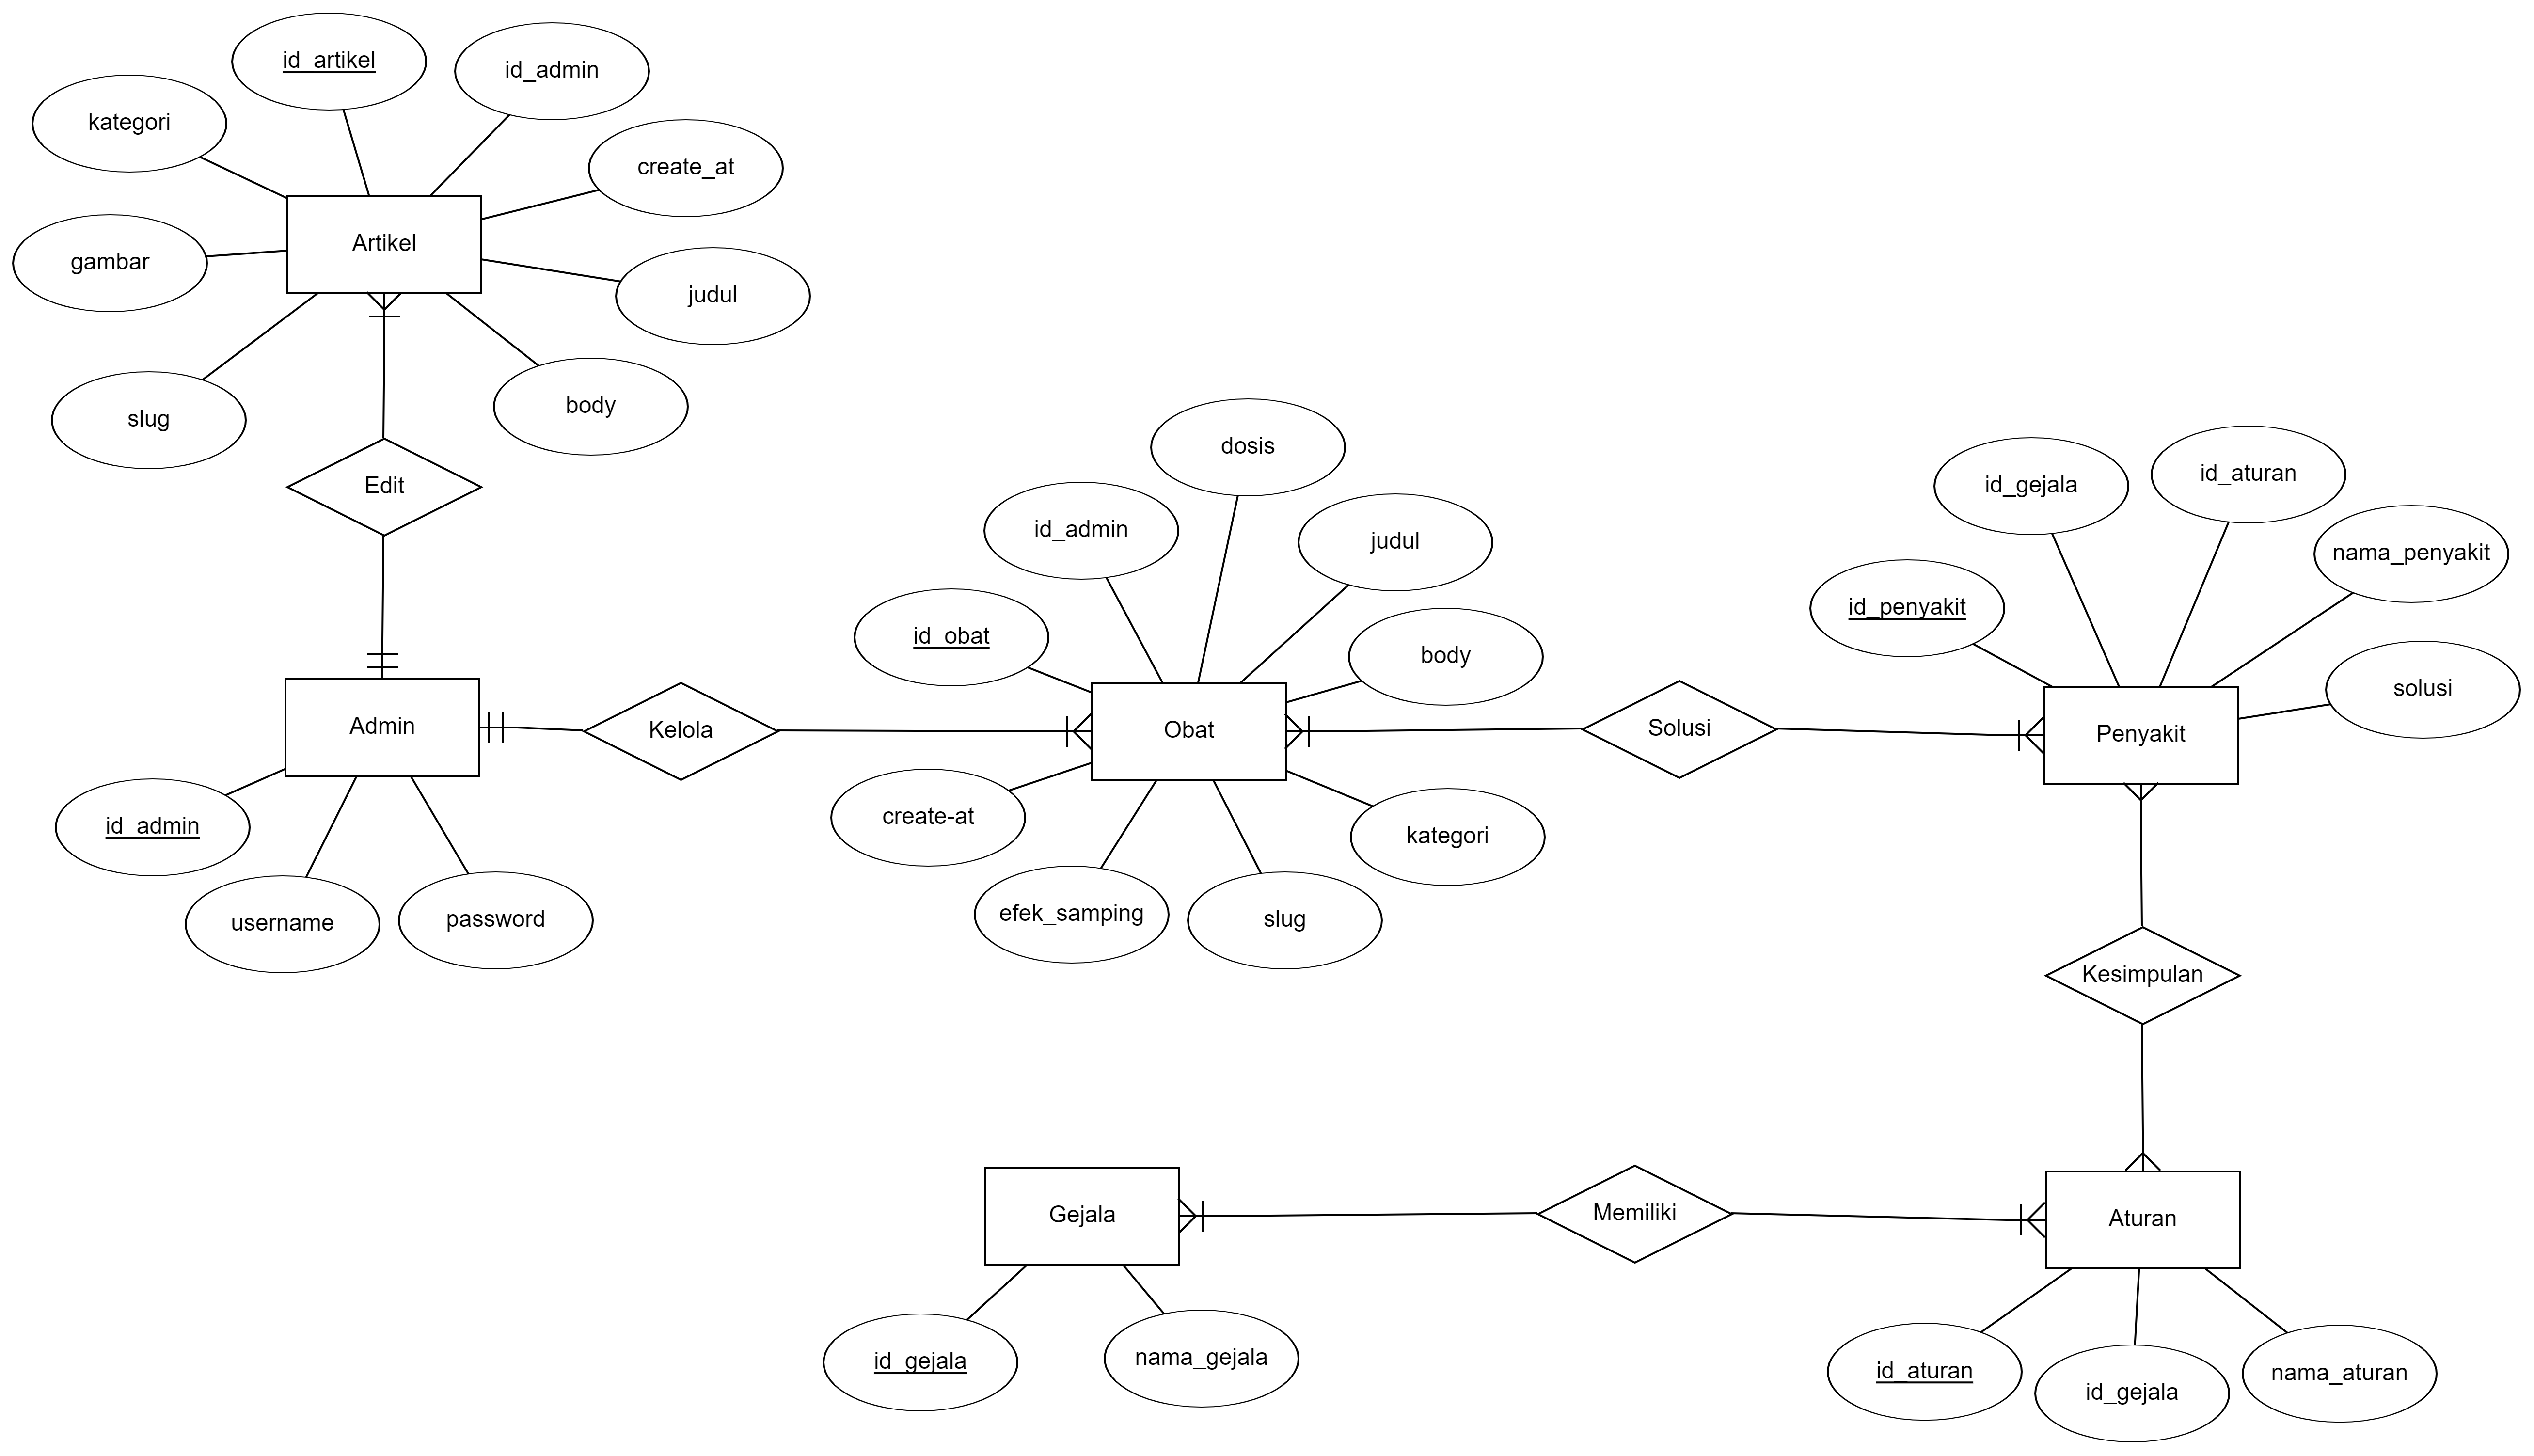 id_artikel
id_admin
kategori
create_at
Artikel
gambar
judul
slug
body
Edit
dosis
id_admin
judul
id_obat
body
id_gejala
id_aturan
nama_penyakit
id_penyakit
solusi
Admin
Kelola
Obat
Solusi
Penyakit
id_admin
username
password
create-at
kategori
efek_samping
slug
Kesimpulan
Gejala
Memiliki
Aturan
id_gejala
nama_gejala
id_aturan
id_gejala
nama_aturan